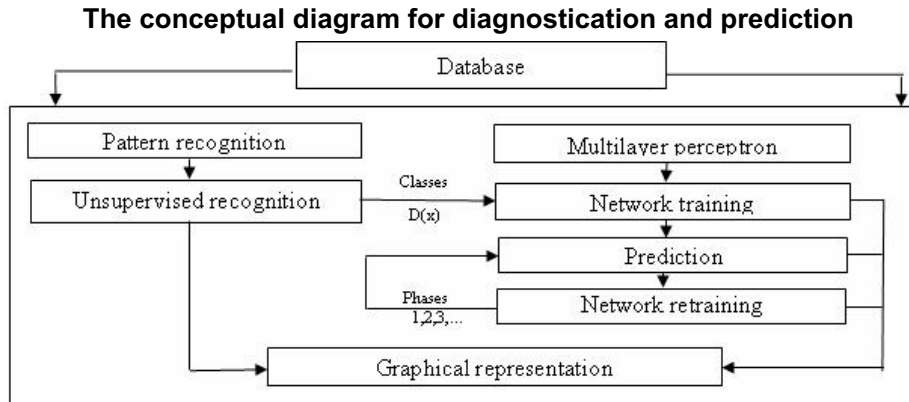 The conceptual diagram for diagnostication and prediction
Database
Pattern recognition
Multilayer perceptron
Unsupervised recognition
Classes
D(x)
Network training
Prediction
Phases
1,2,3,...
Network retraining
Graphical representation